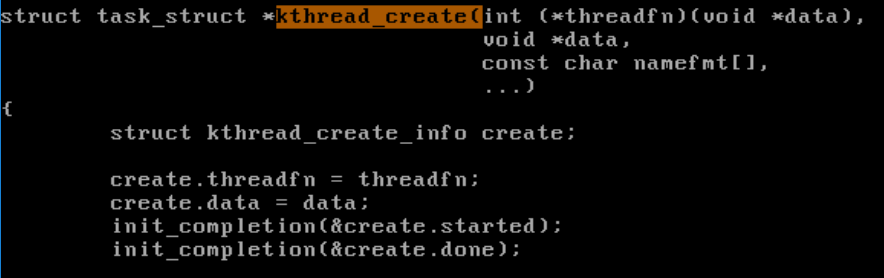 struct task_struct *kthread_create(int (*threadfn)(void *data),
void *data,
const char namefmt[],
...)
{
struct kthread_create_info create;
create.threadfn = threadfn;
create.data = data;
init_completion(&create.started);
init_completion(&create.done);